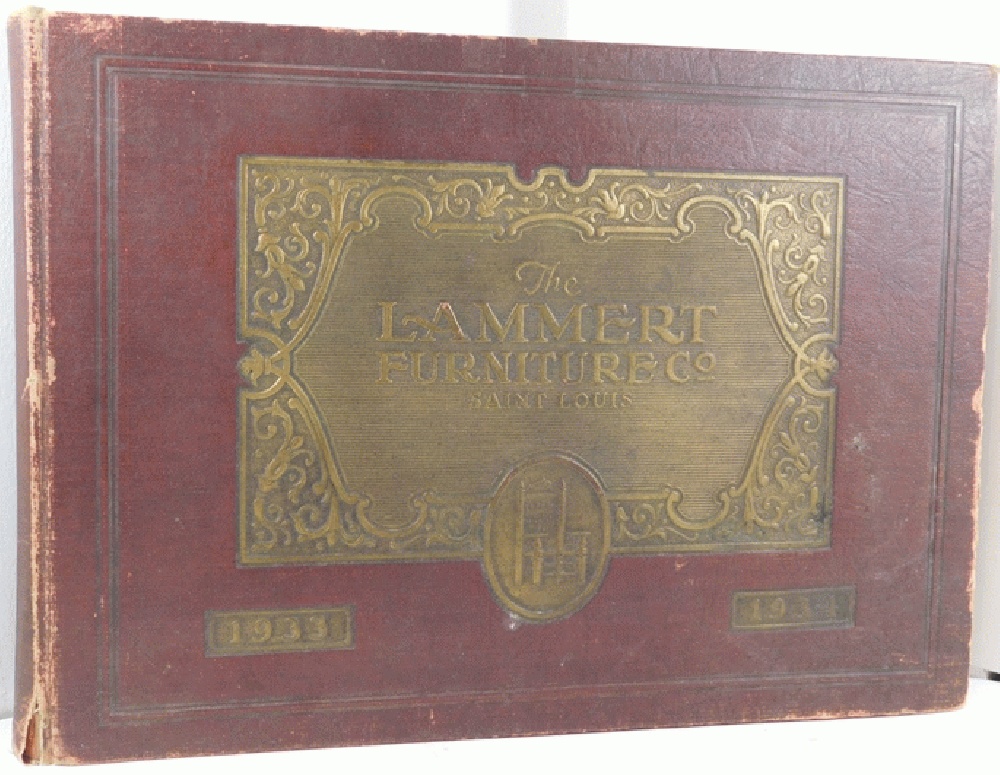 The
LAMMERT
FURNITURE Co
SAINT LOUIS
1933 1934